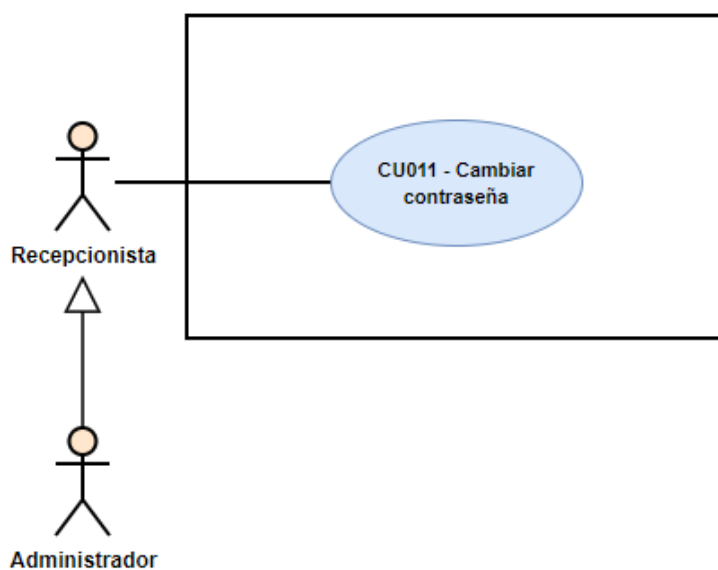 CU011 - Cambiar
contraseña
Recepcionista
Administrador